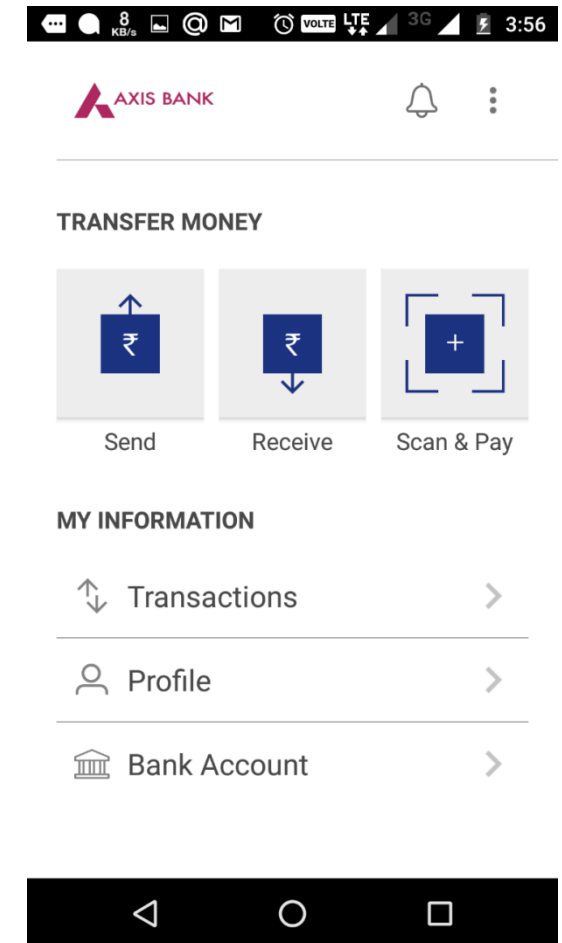 8 KB/s VOLTE LTE 3G 3:56
AXIS BANK
TRANSFER MONEY
₹ ₹ +
Send Receive Scan & Pay
MY INFORMATION
Transactions
Profile
Bank Account